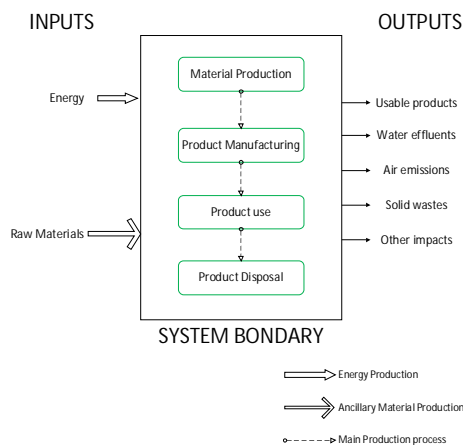 INPUTS
OUTPUTS
Material Production
Energy
Usable products
Water effluents
Product Manufacturing
Air emissions
Product use
Solid wastes
Raw Materials
Other impacts
Product Disposal
SYSTEM BONDARY
Energy Production
Ancillary Material Production
Main Production process